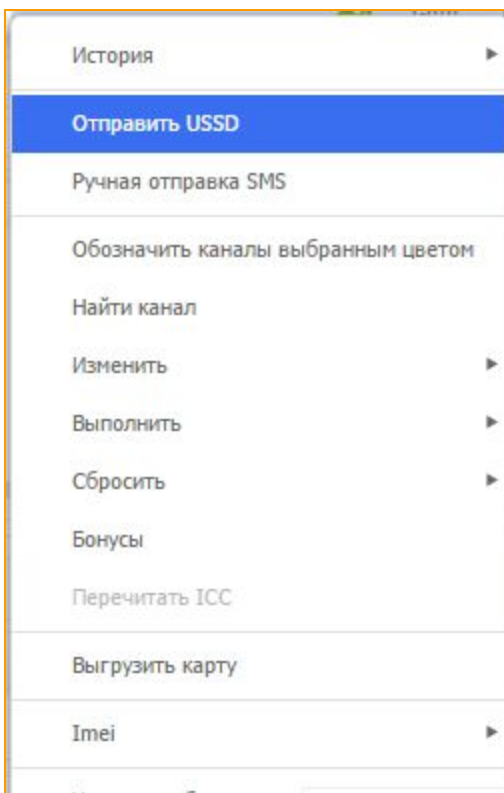 История
Отправить USSD
Ручная отправка SMS
Обозначить каналы выбранным цветом
Найти канал
Изменить
Выполнить
Сбросить
Бонусы
Перечитать ICC
Выгрузить карту
Imei